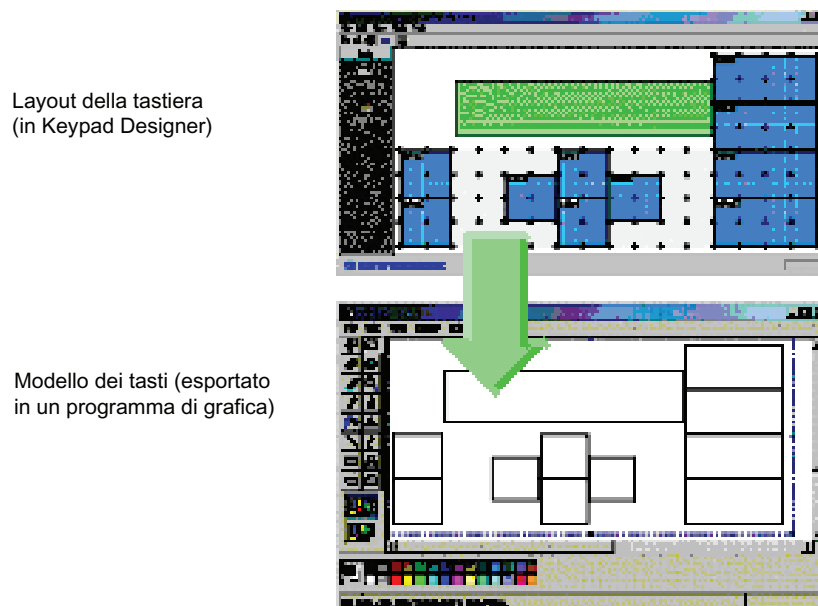 Layout della tastiera
(in Keypad Designer)
Modello dei tasti (esportato
in un programma di grafica)